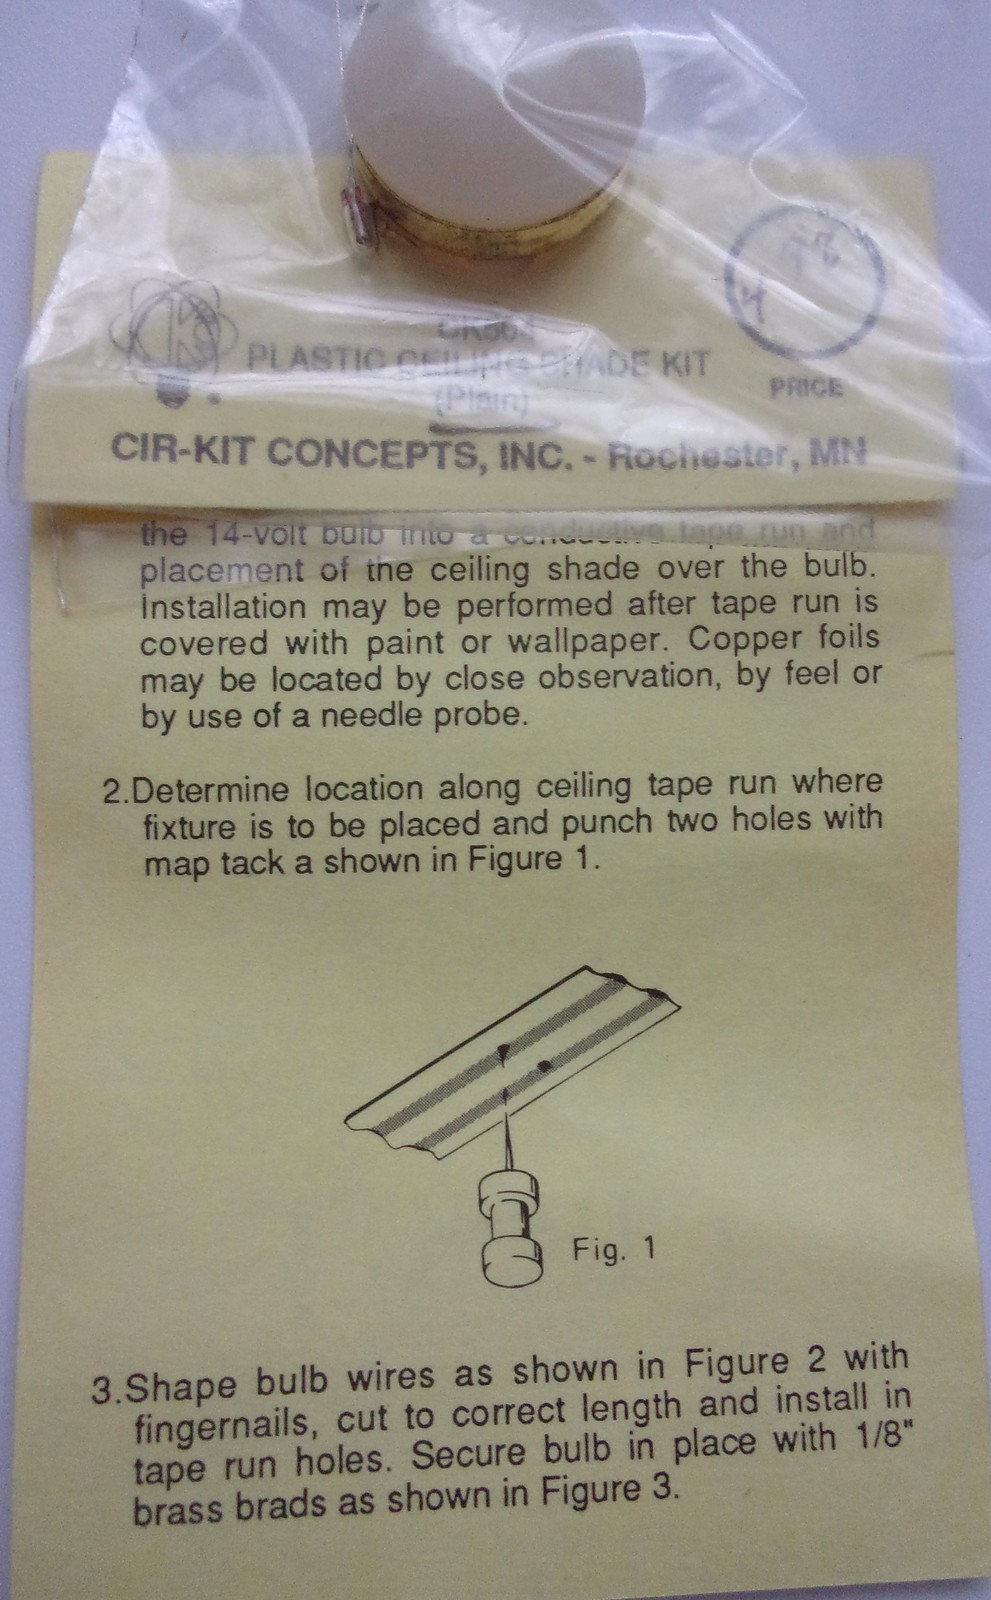 PLASTIC CEILING SHADE KIT
(Plain)
PRICE
CIR-KIT CONCEPTS, INC. - Rochester, MN
the 14-volt bulb into a conductive tape run and
placement of the ceiling shade over the bulb.
Installation may be performed after tape run is
covered with paint or wallpaper. Copper foils
may be located by close observation, by feel or
by use of a needle probe.
2.Determine location along ceiling tape run where
fixture is to be placed and punch two holes with
map tack a shown in Figure 1.
Fig. 1
3.Shape bulb wires as shown in Figure 2 with
fingernails, cut to correct length and install in
tape run holes. Secure bulb in place with 1/8"
brass brads as shown in Figure 3.